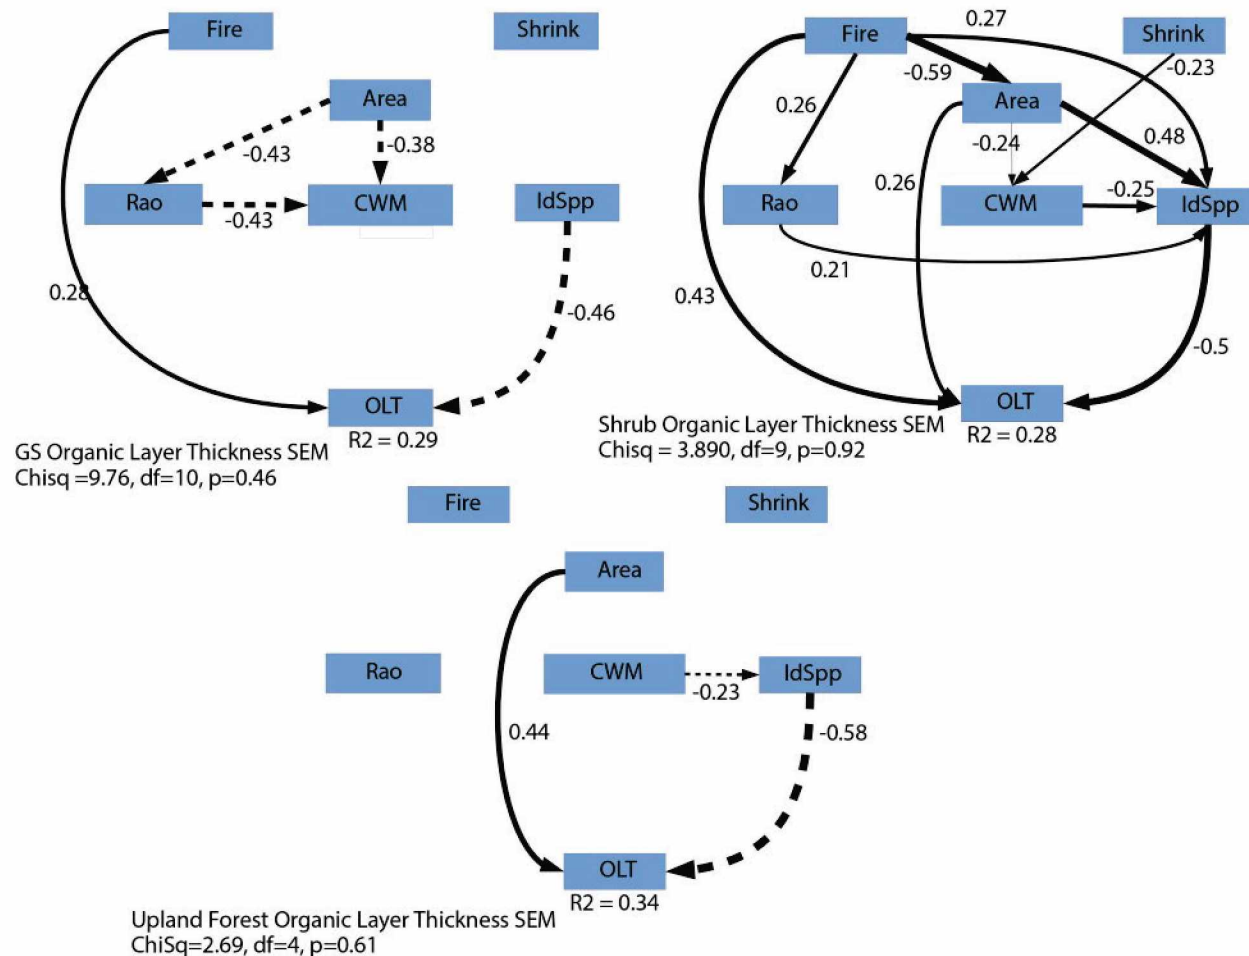 Fire
Shrink
Area
-0.43
-0.38
Rao
-0.43
CWM
IdSpp
0.28
-0.46
OLT
R2 = 0.29
GS Organic Layer Thickness SEM
Chisq =9.76, df=10, p=0.46
0.27
Fire
Shrink
-0.59
-0.23
0.26
Area
-0.24
0.48
0.26
-0.25
Rao
CWM
IdSpp
0.21
0.43
-0.5
OLT
R2 = 0.28
Shrub Organic Layer Thickness SEM
Chisq = 3.890, df=9, p=0.92
Fire
Shrink
Area
Rao
CWM
IdSpp
-0.23
0.44
-0.58
OLT
R2 = 0.34
Upland Forest Organic Layer Thickness SEM
ChiSq=2.69, df=4, p=0.61